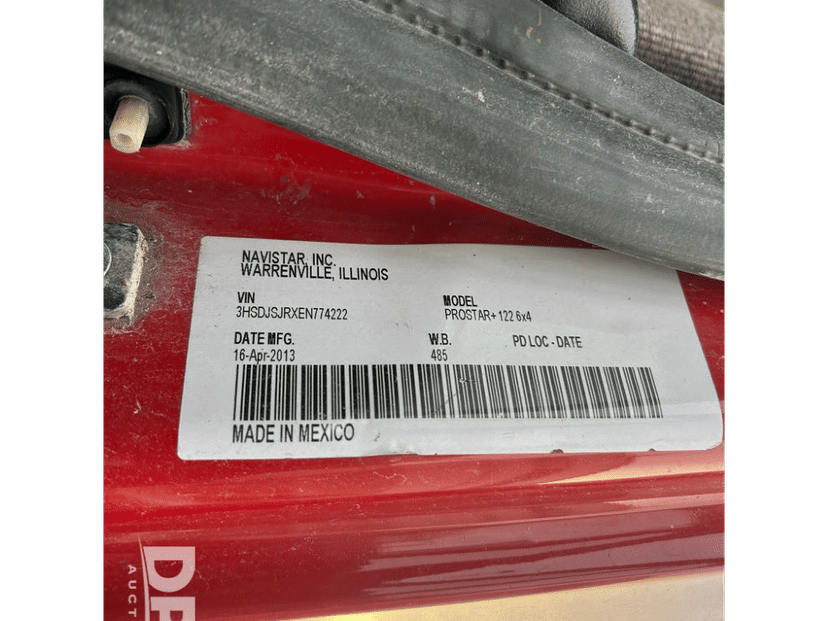 NAVISTAR, INC.
WARRENVILLE, ILLINOIS
VIN MODEL
3HSDJSJRXEN774222 PROSTAR+ 122 6x4
DATE MFG. W.B. PD LOC - DATE
16-Apr-2013 485
MADE IN MEXICO